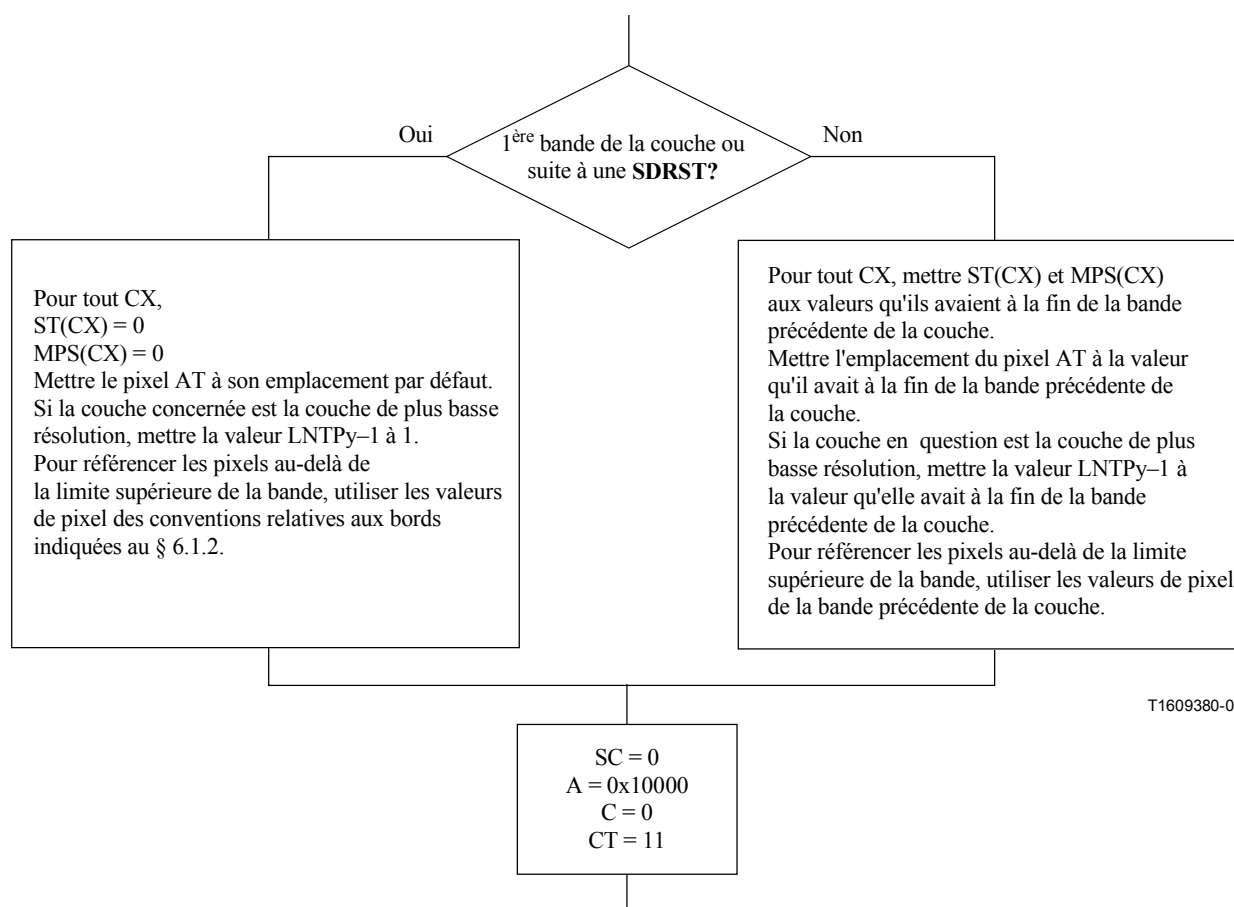 1ère bande de la couche ou
suite à une SDRST?
Oui
Non
Pour tout CX,
ST(CX) = 0
MPS(CX) = 0
Mettre le pixel AT à son emplacement par défaut.
Si la couche concernée est la couche de plus basse
résolution, mettre la valeur LNTPy–1 à 1.
Pour référencer les pixels au-delà de
la limite supérieure de la bande, utiliser les valeurs
de pixel des conventions relatives aux bords
indiquées au § 6.1.2.
Pour tout CX, mettre ST(CX) et MPS(CX)
aux valeurs qu'ils avaient à la fin de la bande
précédente de la couche.
Mettre l'emplacement du pixel AT à la valeur
qu'il avait à la fin de la bande précédente de
la couche.
Si la couche en question est la couche de plus
basse résolution, mettre la valeur LNTPy–1 à
la valeur qu'elle avait à la fin de la bande
précédente de la couche.
Pour référencer les pixels au-delà de la limite
supérieure de la bande, utiliser les valeurs de pixel
de la bande précédente de la couche.
T1609380-0
SC = 0
A = 0x10000
C = 0
CT = 11